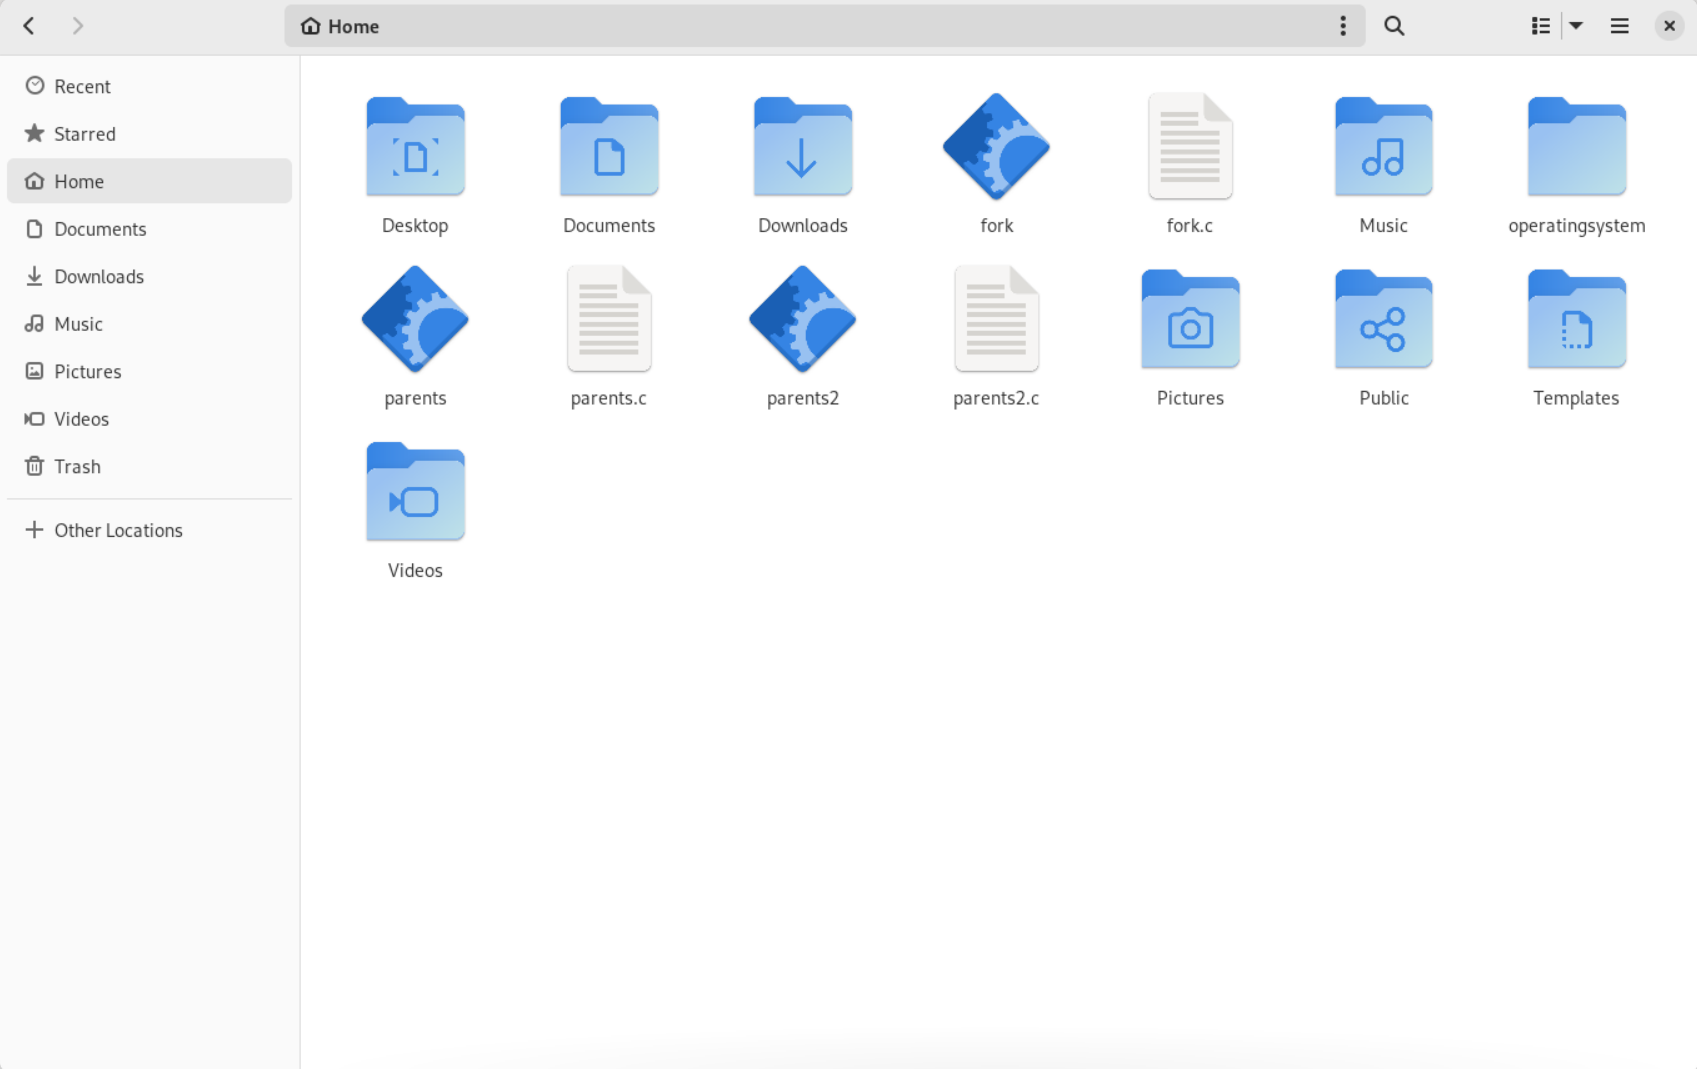 Home
Recent
Starred
Home
Documents
Downloads
Music
Pictures
Videos
Trash
Other Locations
Desktop Documents Downloads fork fork.c Music operatingsystem
parents parents.c parents2 parents2.c Pictures Public Templates
Videos